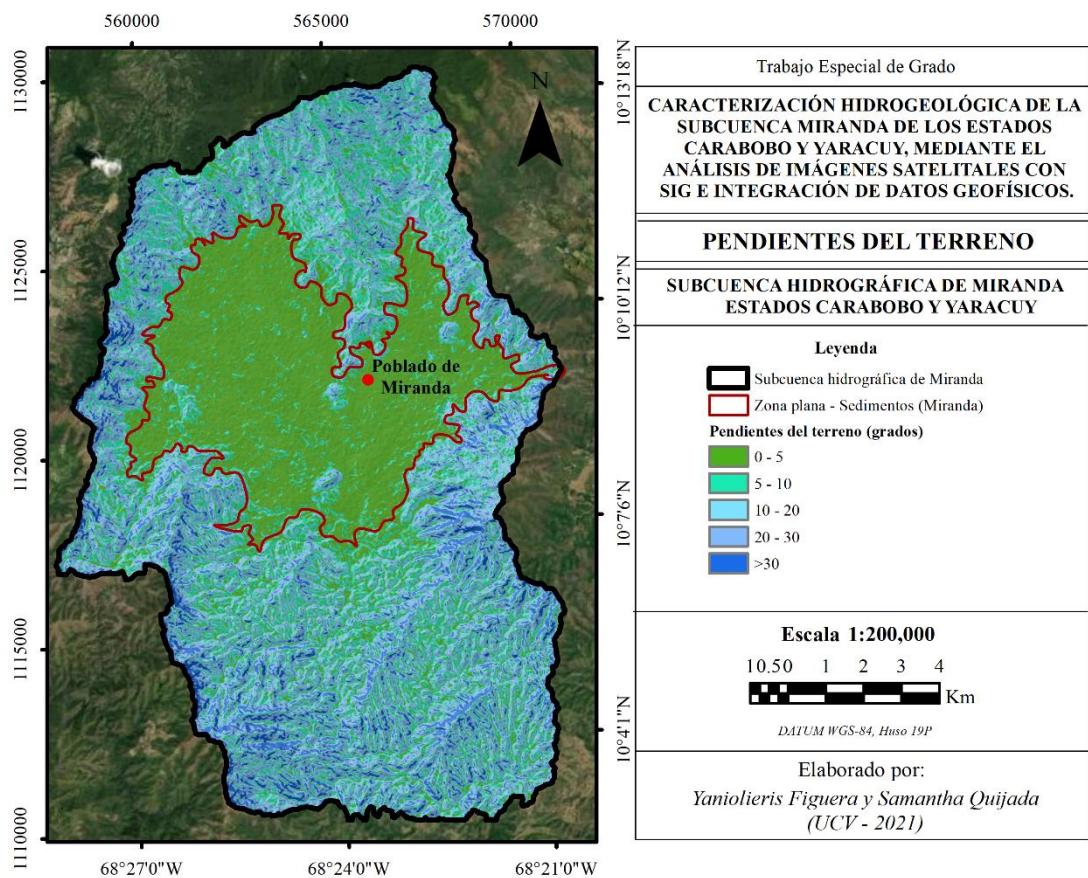 560000
565000
570000
1130000
1125000
1120000
1115000
1110000
N
Poblado de
Miranda
10°13'18"N
10°10'12"N
10°7'6"N
10°4'1"N
68°27'0"W
68°24'0"W
68°21'0"W
Trabajo Especial de Grado
CARACTERIZACIÓN HIDROGEOLÓGICA DE LA
SUBCUENCA MIRANDA DE LOS ESTADOS
CARABOBO Y YARACUY, MEDIANTE EL
ANÁLISIS DE IMÁGENES SATELITALES CON
SIG E INTEGRACIÓN DE DATOS GEOFÍSICOS.
PENDIENTES DEL TERRENO
SUBCUENCA HIDROGRÁFICA DE MIRANDA
ESTADOS CARABOBO Y YARACUY
Leyenda
Subcuenca hidrográfica de Miranda
Zona plana - Sedimentos (Miranda)
Pendientes del terreno (grados)
0 - 5
5 - 10
10 - 20
20 - 30
>30
Escala 1:200,000
10.50 1 2 3 4
Km
DATUM WGS-84, Huso 19P
Elaborado por:
Yaniolieris Figuera y Samantha Quijada
(UCV - 2021)